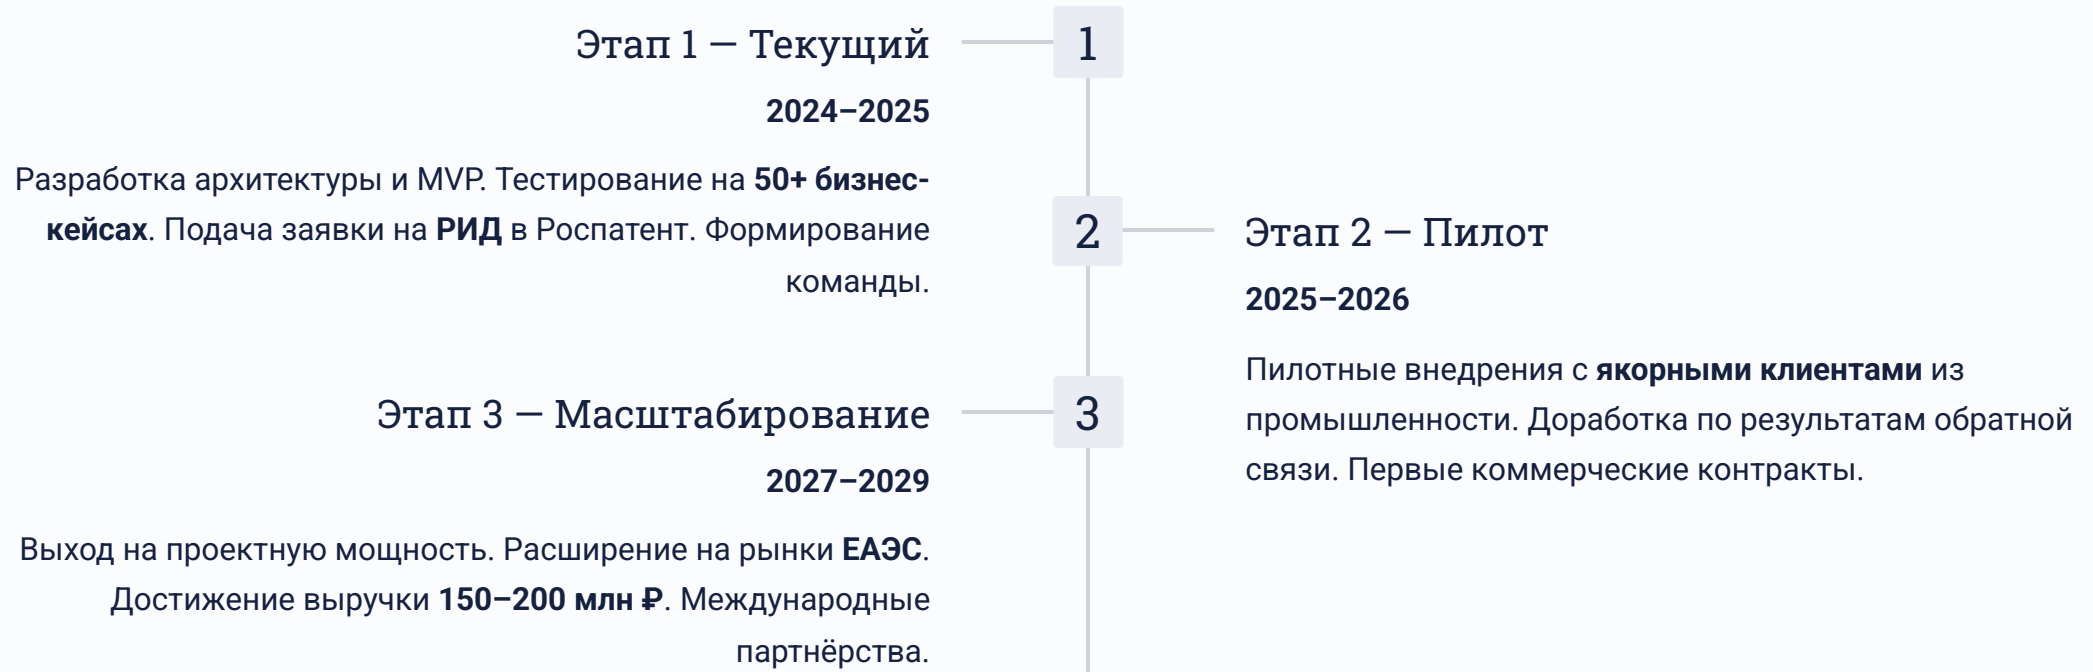 Этап 1 — Текущий
1
2024–2025
Разработка архитектуры и MVP. Тестирование на 50+ бизнес-
кейсах. Подача заявки на РИД в Роспатент. Формирование
команды.
2
Этап 2 — Пилот
2025–2026
Пилотные внедрения с якорными клиентами из
промышленности. Доработка по результатам обратной
связи. Первые коммерческие контракты.
Этап 3 — Масштабирование
3
2027–2029
Выход на проектную мощность. Расширение на рынки ЕАЭС.
Достижение выручки 150–200 млн ₽. Международные
партнёрства.